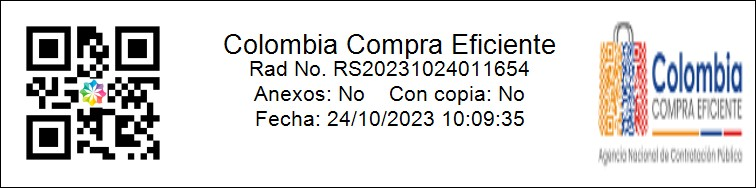 Colombia Compra Eficiente
Rad No. RS20231024011654
Anexos: No Con copia: No
Fecha: 24/10/2023 10:09:35
Colombia
COMPRA EFICIENTE
Agencia Nacional de Contratación Pública